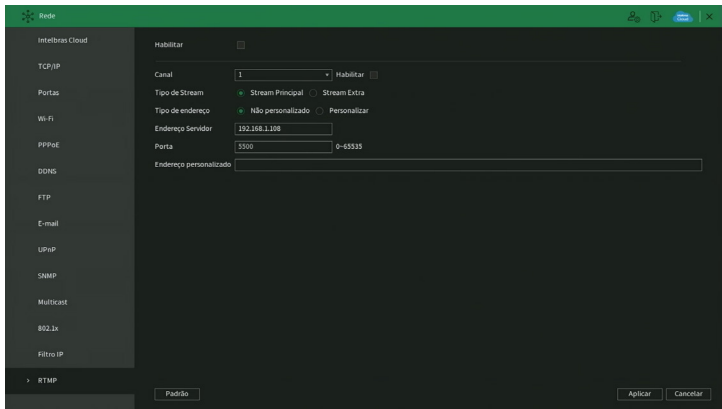 Rede
Intelbras Cloud
TCP/IP
Portas
Wi-Fi
PPPoE
DDNS
FTP
E-mail
UPnP
SNMP
Multicast
802.1x
Filtro IP
> RTMP
Habilitar
Canal 1 Habilitar
Tipo de Stream Stream Principal Stream Extra
Tipo de endereço Não personalizado Personalizar
Endereço Servidor 192.168.1.108
Porta 5500 0~65535
Endereço personalizado
Padrão Aplicar Cancelar